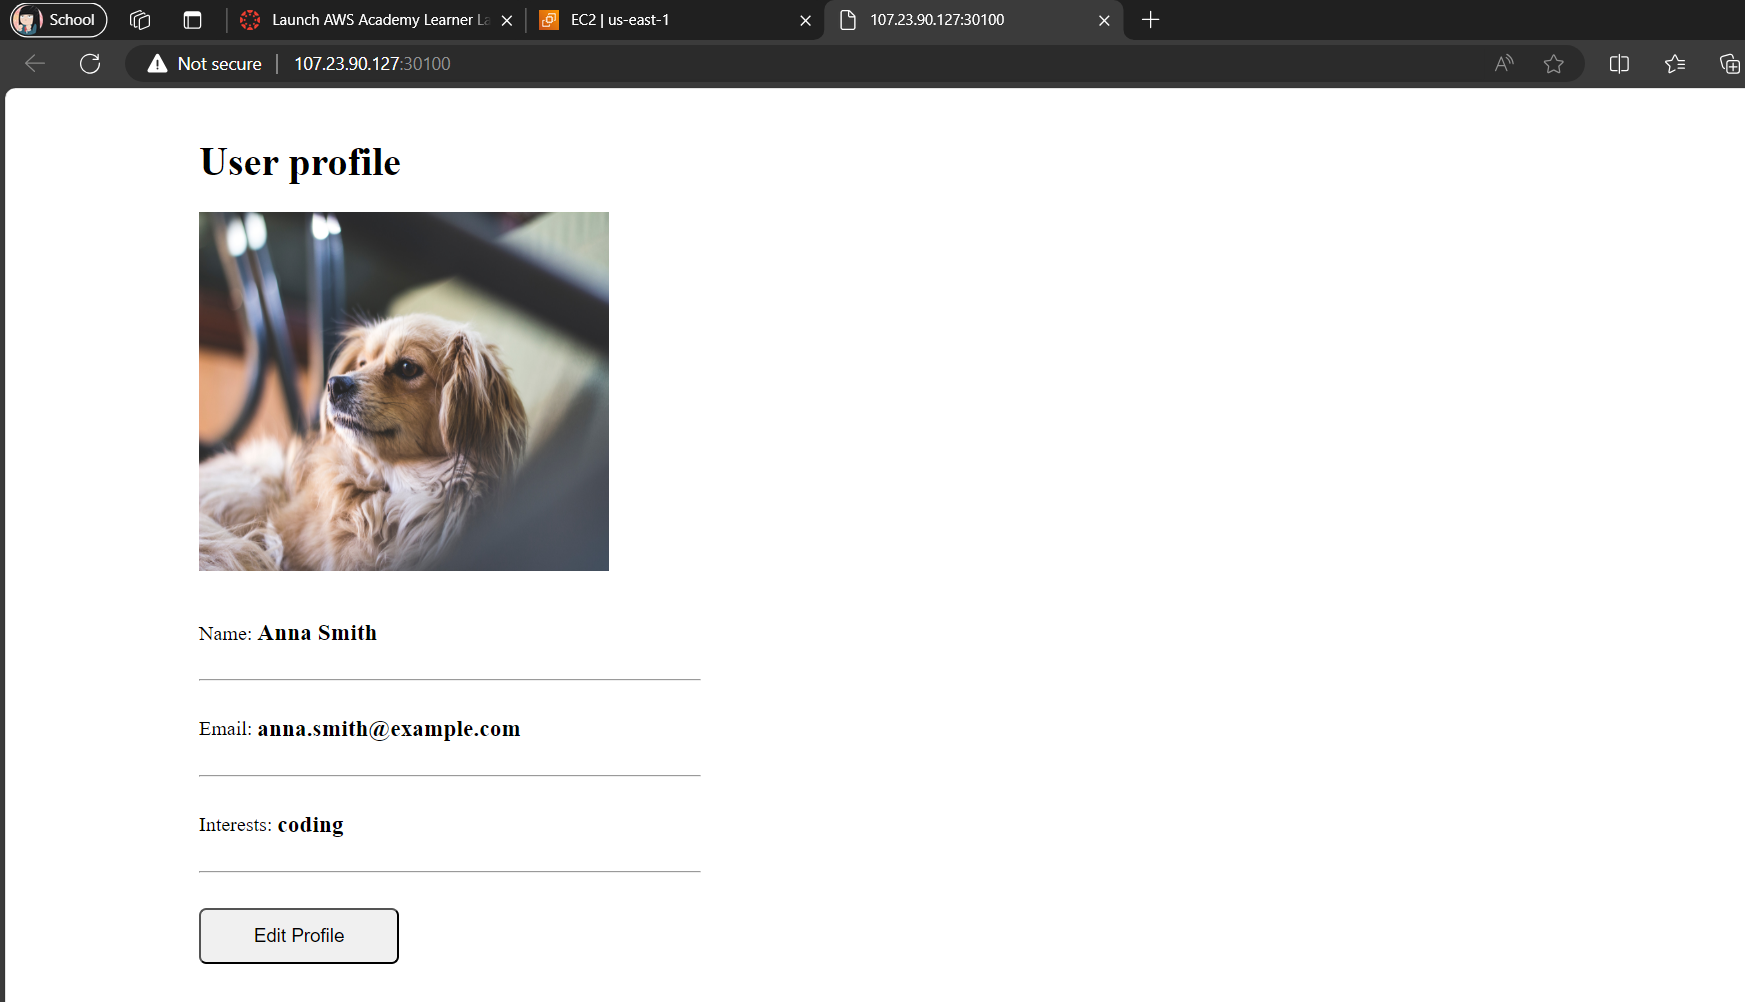 School
Launch AWS Academy Learner La
EC2 | us-east-1
107.23.90.127:30100
Not secure
107.23.90.127:30100
User profile
Name: Anna Smith
Email: anna.smith@example.com
Interests: coding
Edit Profile